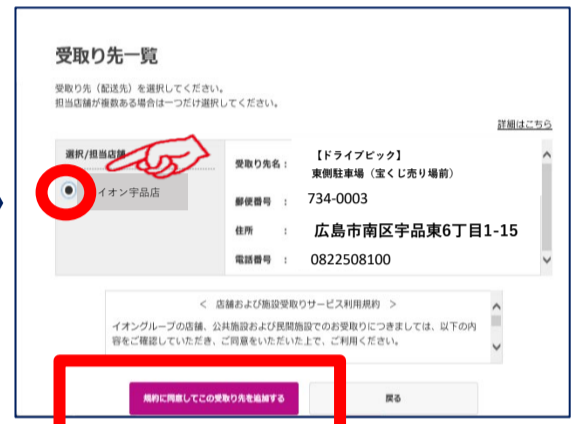 受取り先一覧
受取り先（配送先）を選択してください。
担当店舗が複数ある場合は一つだけ選択してください。
詳細はこちら
選択/担当店舗
イオン宇品店
受取り先名： 【ドライブピック】
東側駐車場（宝くじ売り場前）
郵便番号 ： 734-0003
住所 ： 広島市南区宇品東6丁目1-15
電話番号 ： 0822508100
＜ 店舗および施設受取りサービス利用規約 ＞
イオングループの店舗、公共施設および民間施設でのお受取りにつきましては、以下の内
容をご確認していただき、ご同意をいただいた上で、ご利用ください。
規約に同意してこの受取り先を追加する
戻る